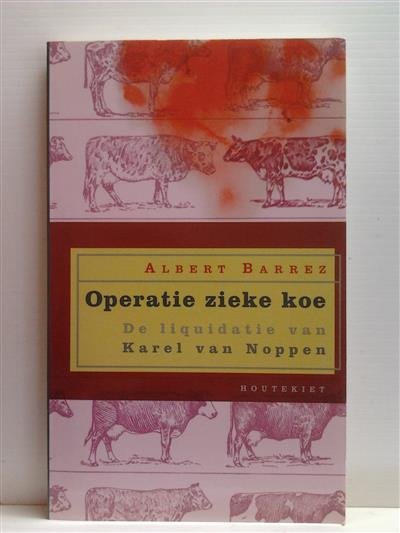 ALBERT BARREZ
Operatie zieke koe
De liquidatie van
Karel van Noppen
HOUTEKIET